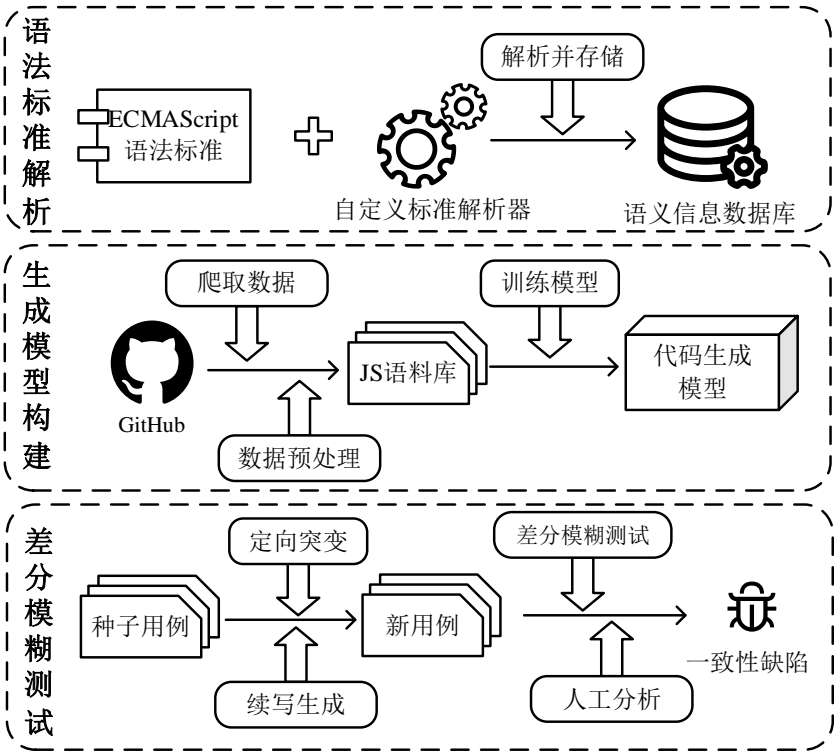 语法标准解析
解析并存储
ECMAScript
语法标准
自定义标准解析器
语义信息数据库
生成模型构建
爬取数据
训练模型
JS语料库
代码生成
模型
GitHub
数据预处理
差分模糊测试
定向突变
差分模糊测试
种子用例
新用例
一致性缺陷
续写生成
人工分析